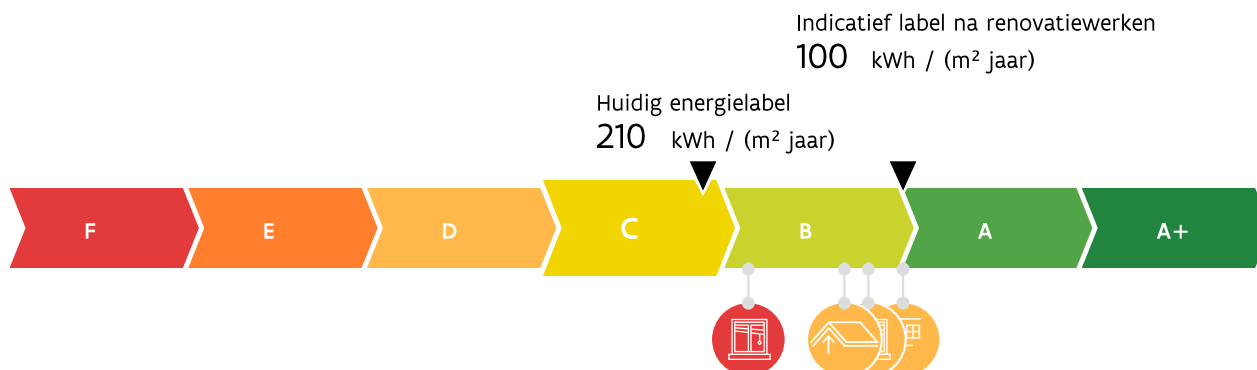 Indicatief label na renovatiewerken
100 kWh / (m² jaar)
Huidig energielabel
210 kWh / (m² jaar)
F E D C B A A+